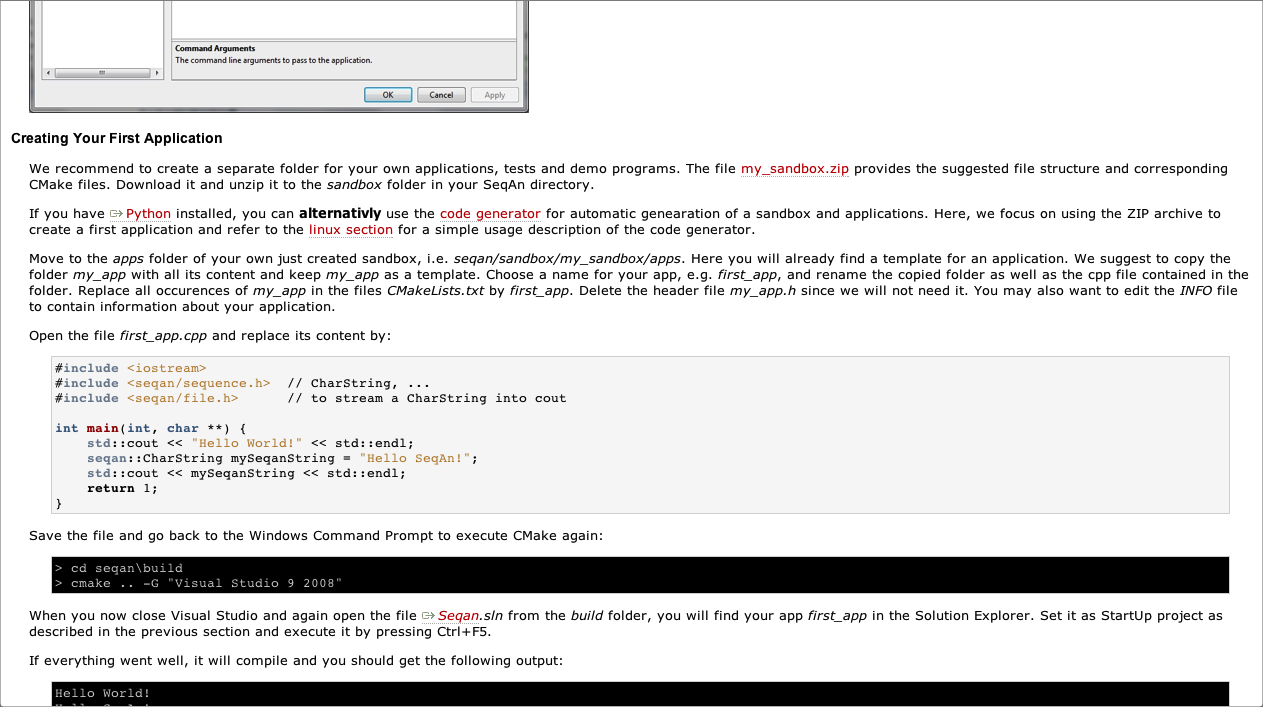 Command Arguments
The command line arguments to pass to the application.
OK Cancel Apply
Creating Your First Application
We recommend to create a separate folder for your own applications, tests and demo programs. The file my_sandbox.zip provides the suggested file structure and corresponding
CMake files. Download it and unzip it to the sandbox folder in your SeqAn directory.
If you have Python installed, you can alternativly use the code generator for automatic genearation of a sandbox and applications. Here, we focus on using the ZIP archive to
create a first application and refer to the linux section for a simple usage description of the code generator.
Move to the apps folder of your own just created sandbox, i.e. seqan/sandbox/my_sandbox/apps. Here you will already find a template for an application. We suggest to copy the
folder my_app with all its content and keep my_app as a template. Choose a name for your app, e.g. first_app, and rename the copied folder as well as the cpp file contained in the
folder. Replace all occurences of my_app in the files CMakeLists.txt by first_app. Delete the header file my_app.h since we will not need it. You may also want to edit the INFO file
to contain information about your application.
Open the file first_app.cpp and replace its content by:
#include <iostream>
#include <seqan/sequence.h>  // CharString, ...
#include <seqan/file.h>      // to stream a CharString into cout
int main(int, char **) {
    std::cout << "Hello World!" << std::endl;
    seqan::CharString mySeqanString = "Hello SeqAn!";
    std::cout << mySeqanString << std::endl;
    return 1;
}
Save the file and go back to the Windows Command Prompt to execute CMake again:
> cd seqan\build
> cmake .. -G "Visual Studio 9 2008"
When you now close Visual Studio and again open the file Seqan.sln from the build folder, you will find your app first_app in the Solution Explorer. Set it as StartUp project as
described in the previous section and execute it by pressing Ctrl+F5.
If everything went well, it will compile and you should get the following output:
Hello World!